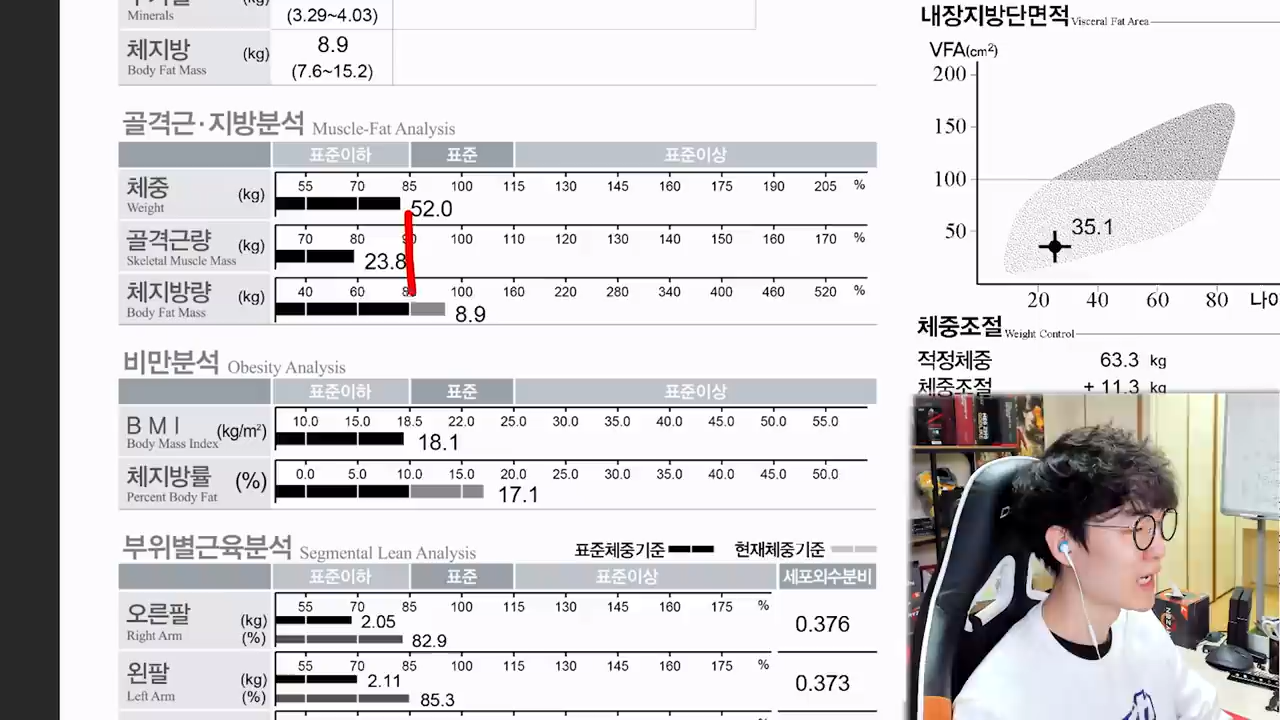 Minerals
(3.29~4.03)
체지방 (kg) 8.9
Body Fat Mass (7.6~15.2)
골격근·지방분석 Muscle-Fat Analysis
표준이하 표준 표준이상
체중 (kg) 55 70 85 100 115 130 145 160 175 190 205 %
Weight 52.0
골격근량 (kg) 70 80 90 100 110 120 130 140 150 160 170 %
Skeletal Muscle Mass 23.8
체지방량 (kg) 40 60 80 100 160 220 280 340 400 460 520 %
Body Fat Mass 8.9
비만분석 Obesity Analysis
표준이하 표준 표준이상
BMI (kg/m²) 10.0 15.0 18.5 22.0 25.0 30.0 35.0 40.0 45.0 50.0 55.0
Body Mass Index 18.1
체지방률 (%) 0.0 5.0 10.0 15.0 20.0 25.0 30.0 35.0 40.0 45.0 50.0
Percent Body Fat 17.1
부위별근육분석 Segmental Lean Analysis 표준체중기준 현재체중기준
표준이하 표준 표준이상 세포외수분비
오른팔 (kg) 55 70 85 100 115 130 145 160 175 %
2.05
Right Arm (%) 82.9
0.376
왼팔 (kg) 55 70 85 100 115 130 145 160 175 %
2.11
Left Arm (%) 85.3
0.373
내장지방단면적 Visceral Fat Area
VFA(cm²)
200
150
100
50
35.1
20 40 60 80 나이
체중조절 Weight Control
적정체중 63.3 kg
체중조절 + 11.3 kg